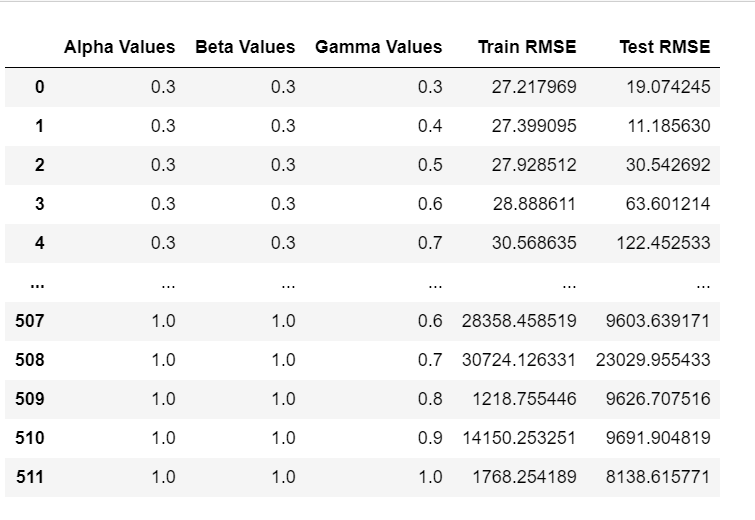 Alpha Values Beta Values Gamma Values Train RMSE Test RMSE
0 0.3 0.3 0.3 27.217969 19.074245
1 0.3 0.3 0.4 27.399095 11.185630
2 0.3 0.3 0.5 27.928512 30.542692
3 0.3 0.3 0.6 28.888611 63.601214
4 0.3 0.3 0.7 30.568635 122.452533
... ... ... ... ... ...
507 1.0 1.0 0.6 28358.458519 9603.639171
508 1.0 1.0 0.7 30724.126331 23029.955433
509 1.0 1.0 0.8 1218.755446 9626.707516
510 1.0 1.0 0.9 14150.253251 9691.904819
511 1.0 1.0 1.0 1768.254189 8138.615771